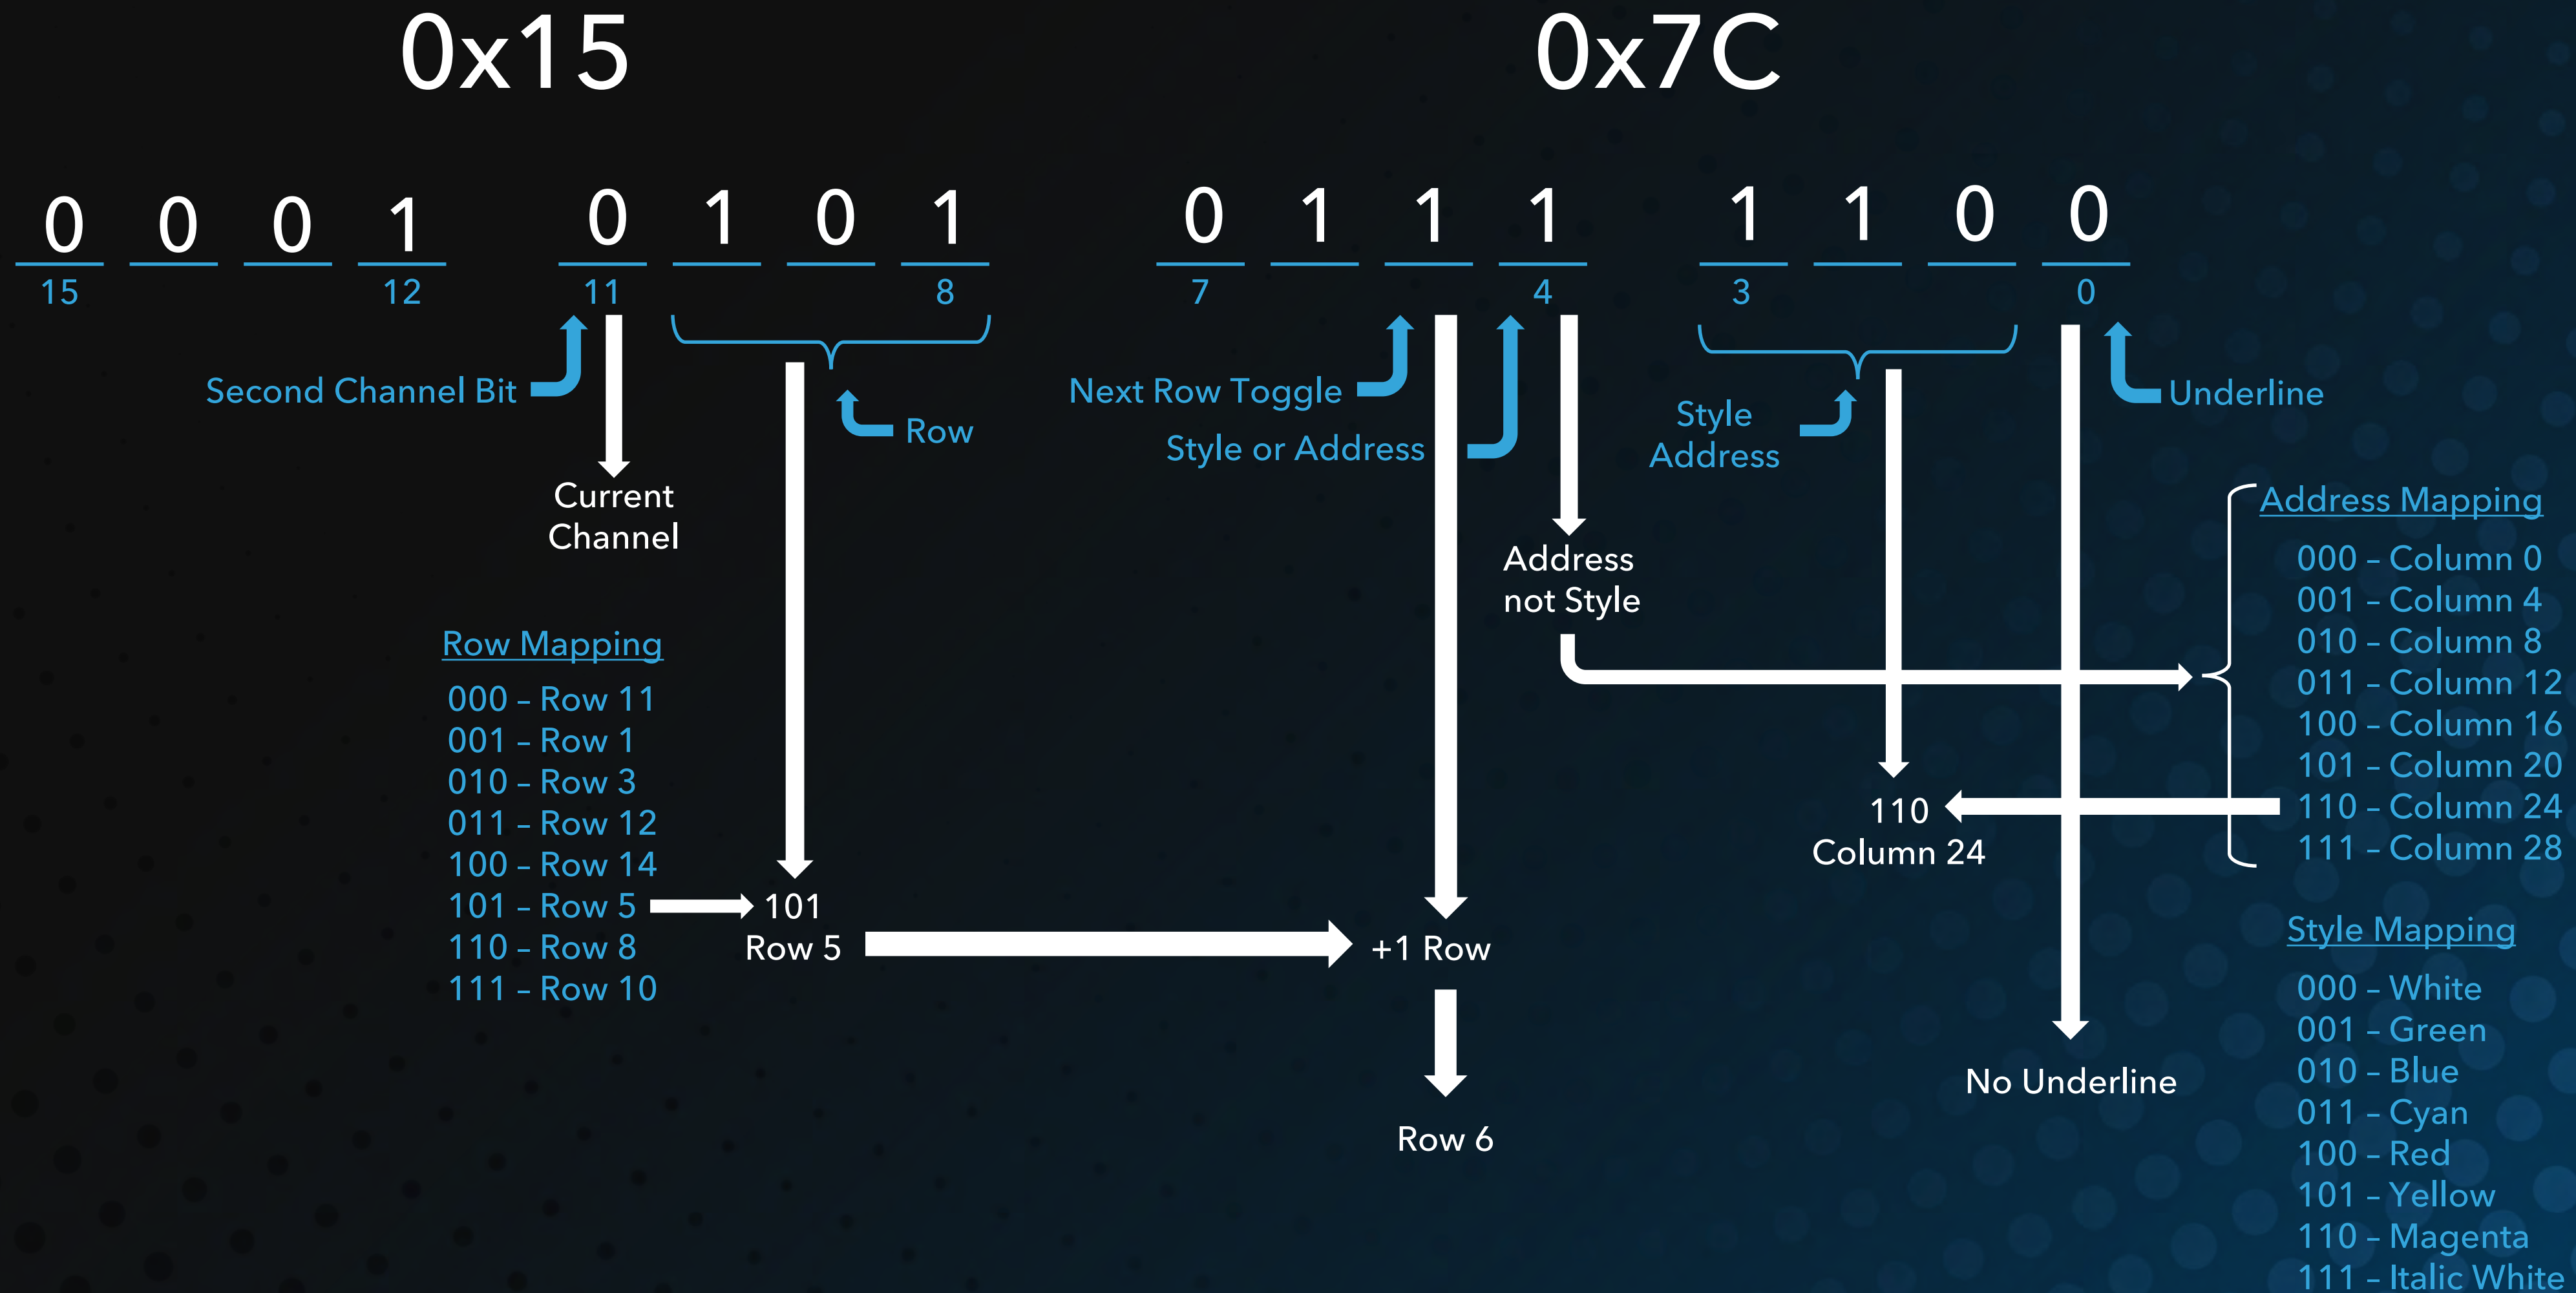 0x15
0x7C
0 0 0 1 0 1 0 1 0 1 1 1 1 1 0 0
15 12 11 8 7 4 3 0
Second Channel Bit
Row
Next Row Toggle
Style or Address
Style
Address
Underline
Current
Channel
Address
not Style
Row Mapping
000 – Row 11
001 – Row 1
010 – Row 3
011 – Row 12
100 – Row 14
101 – Row 5
110 – Row 8
111 – Row 10
101
Row 5
+1 Row
Row 6
110
Column 24
No Underline
Address Mapping
000 – Column 0
001 – Column 4
010 – Column 8
011 – Column 12
100 – Column 16
101 – Column 20
110 – Column 24
111 – Column 28
Style Mapping
000 – White
001 – Green
010 – Blue
011 – Cyan
100 – Red
101 – Yellow
110 – Magenta
111 – Italic White